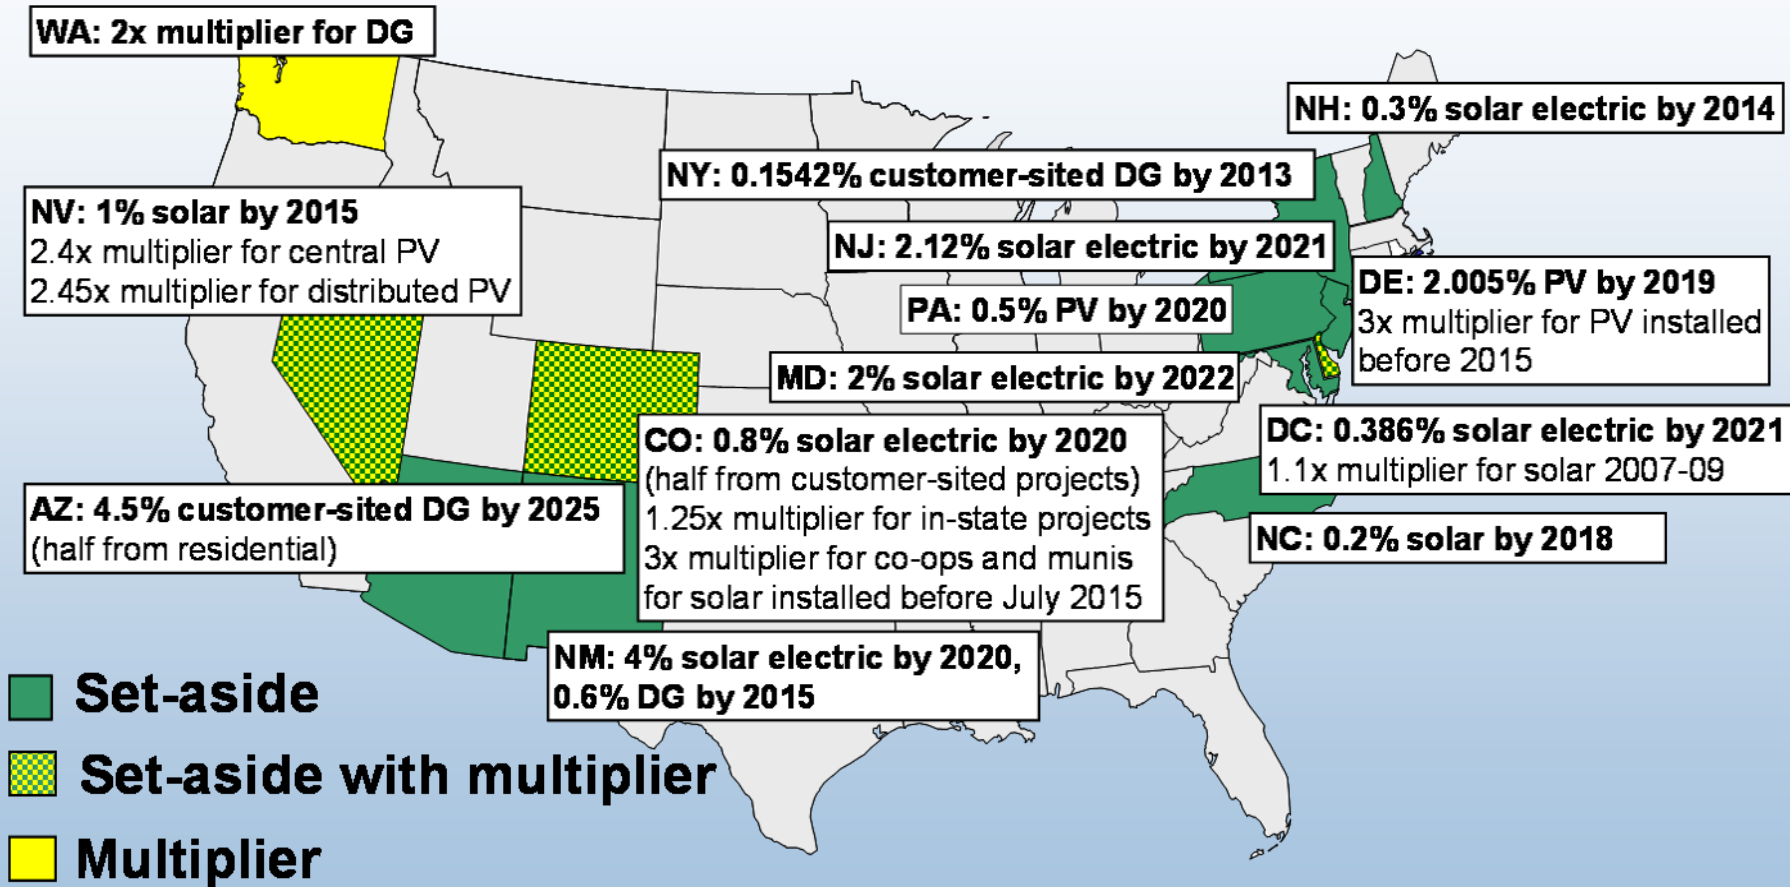 WA: 2x multiplier for DG
NH: 0.3% solar electric by 2014
NY: 0.1542% customer-sited DG by 2013
NV: 1% solar by 2015
2.4x multiplier for central PV
2.45x multiplier for distributed PV
NJ: 2.12% solar electric by 2021
DE: 2.005% PV by 2019
3x multiplier for PV installed
before 2015
PA: 0.5% PV by 2020
MD: 2% solar electric by 2022
CO: 0.8% solar electric by 2020
(half from customer-sited projects)
1.25x multiplier for in-state projects
3x multiplier for co-ops and munis
for solar installed before July 2015
DC: 0.386% solar electric by 2021
1.1x multiplier for solar 2007-09
AZ: 4.5% customer-sited DG by 2025
(half from residential)
NC: 0.2% solar by 2018
NM: 4% solar electric by 2020,
0.6% DG by 2015
Set-aside
Set-aside with multiplier
Multiplier